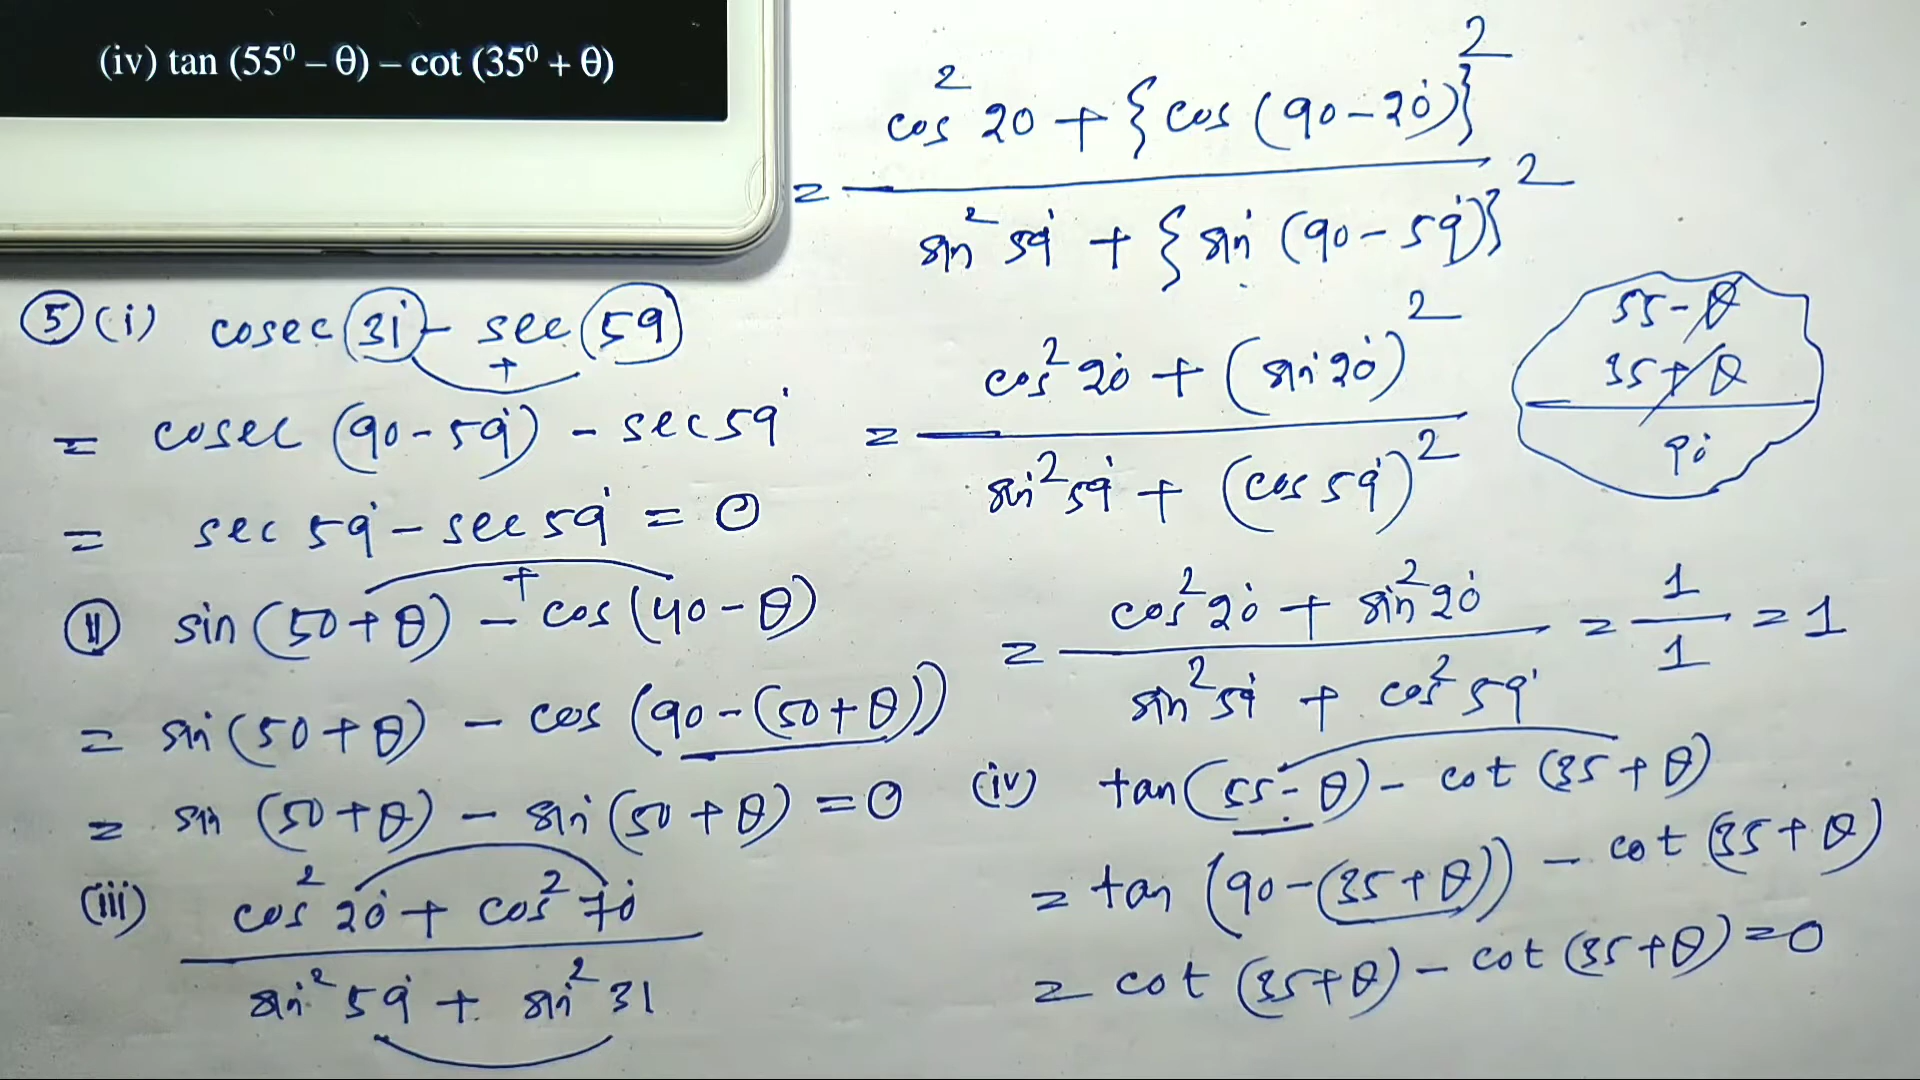 (iv) tan (55⁰ – θ) – cot (35⁰ + θ)
⑤ (i) cosec (31°) - sec (59)
+
= cosec (90-59°) - sec 59°
= sec 59° - sec 59° = 0
(ii) sin (50+θ) - cos (40-θ)
+
= sin (50+θ) - cos (90-(50+θ))
= sin (50+θ) - sin (50+θ) = 0
(iii) cos² 20° + cos² 70°
sin² 59° + sin² 31
= cos² 20 + {cos (90-20°)}²
sin² 59° + {sin (90-59°)}²
= cos² 20° + (sin 20°)²
sin² 59° + (cos 59°)²
= cos² 20° + sin² 20° = 1 = 1
sin² 59° + cos² 59° 1
55-θ
35+θ
90°
(iv) tan (55-θ) - cot (35+θ)
= tan (90-(35+θ)) - cot (35+θ)
= cot (35+θ) - cot (35+θ) = 0